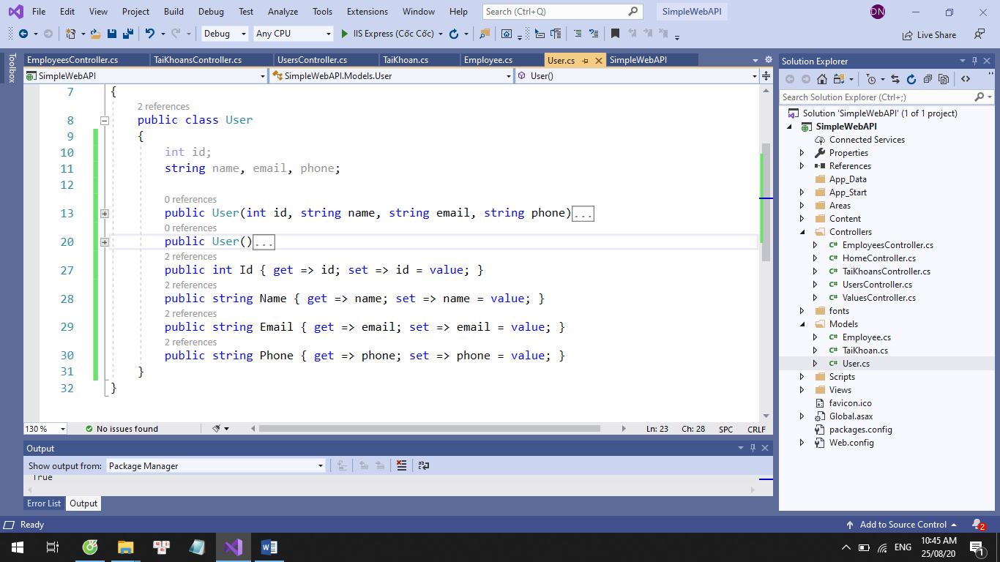 File Edit View Project Build Debug Test Analyze Tools Extensions Window Help Search (Ctrl+Q) SimpleWebAPI DN
Debug Any CPU IIS Express (Cốc Cốc) Live Share
Toolbox
EmployeesController.cs TaiKhoansController.cs UsersController.cs TaiKhoan.cs Employee.cs User.cs SimpleWebAPI
SimpleWebAPI SimpleWebAPI.Models.User User()
7 {
2 references
8 public class User
9 {
10 int id;
11 string name, email, phone;
12
0 references
13 public User(int id, string name, string email, string phone)...
0 references
20 public User()...
2 references
27 public int Id { get => id; set => id = value; }
2 references
28 public string Name { get => name; set => name = value; }
2 references
29 public string Email { get => email; set => email = value; }
2 references
30 public string Phone { get => phone; set => phone = value; }
31 }
32 }
130 % No issues found Ln: 23 Ch: 28 SPC CRLF
Output
Show output from: Package Manager
True
Error List Output
Solution Explorer
Search Solution Explorer (Ctrl+;)
Solution 'SimpleWebAPI' (1 of 1 project)
SimpleWebAPI
Connected Services
Properties
References
App_Data
App_Start
Areas
Content
Controllers
C# EmployeesController.cs
C# HomeController.cs
C# TaiKhoansController.cs
C# UsersController.cs
C# ValuesController.cs
fonts
Models
C# Employee.cs
C# TaiKhoan.cs
C# User.cs
Scripts
Views
favicon.ico
Global.asax
packages.config
Web.config
Ready Add to Source Control 2
ENG 10:45 AM 1
25/08/20